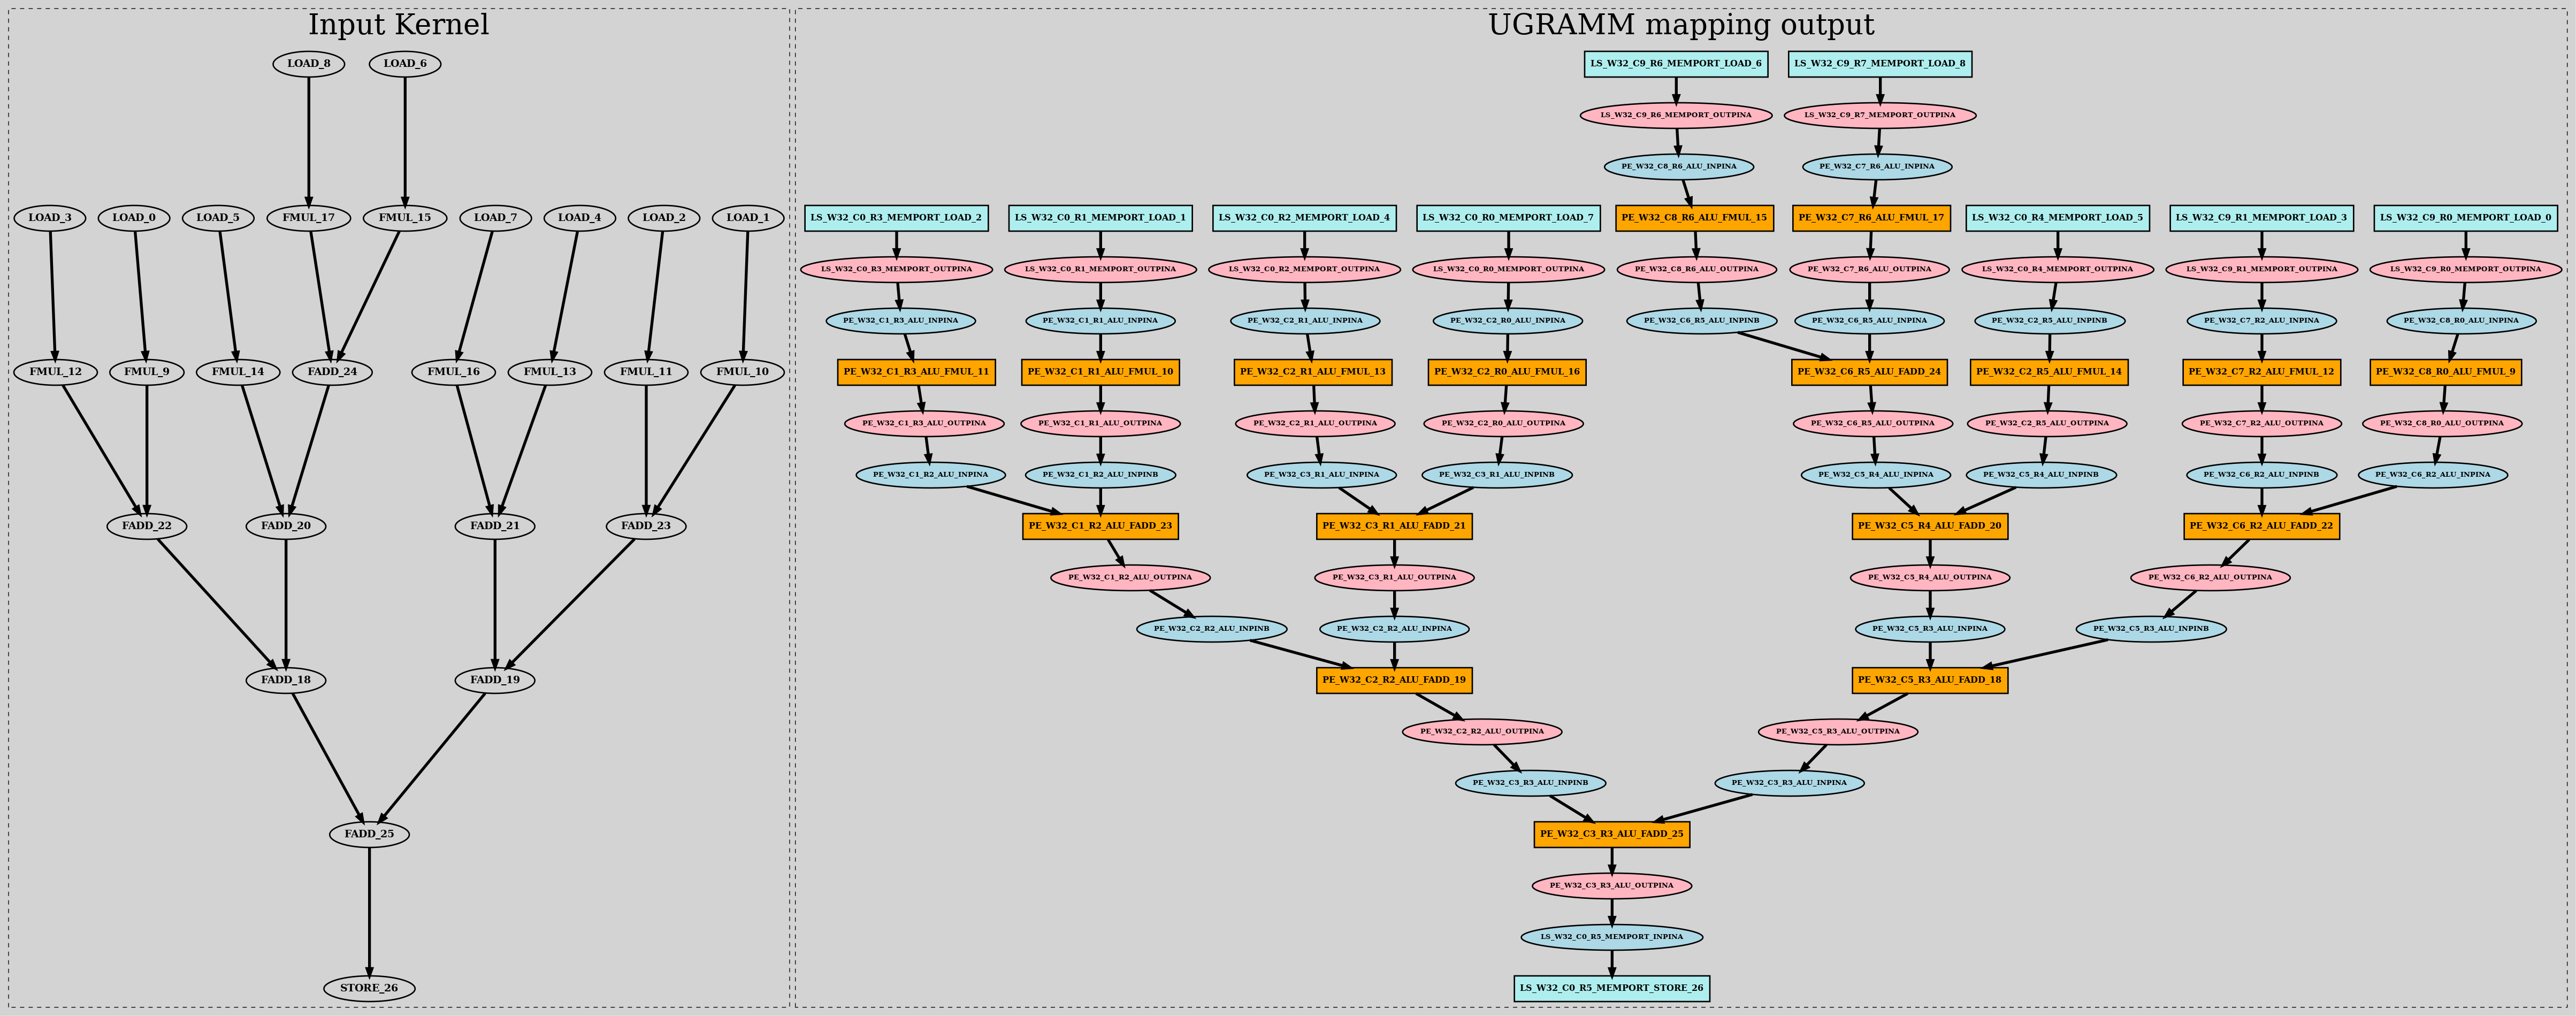 Input Kernel
LOAD_8
LOAD_6
LOAD_3
LOAD_0
LOAD_5
FMUL_17
FMUL_15
LOAD_7
LOAD_4
LOAD_2
LOAD_1
FMUL_12
FMUL_9
FMUL_14
FADD_24
FMUL_16
FMUL_13
FMUL_11
FMUL_10
FADD_22
FADD_20
FADD_21
FADD_23
FADD_18
FADD_19
FADD_25
STORE_26
UGRAMM mapping output
LS_W32_C9_R6_MEMPORT_LOAD_6
LS_W32_C9_R7_MEMPORT_LOAD_8
LS_W32_C9_R6_MEMPORT_OUTPINA
LS_W32_C9_R7_MEMPORT_OUTPINA
PE_W32_C8_R6_ALU_INPINA
PE_W32_C7_R6_ALU_INPINA
LS_W32_C0_R3_MEMPORT_LOAD_2
LS_W32_C0_R1_MEMPORT_LOAD_1
LS_W32_C0_R2_MEMPORT_LOAD_4
LS_W32_C0_R0_MEMPORT_LOAD_7
PE_W32_C8_R6_ALU_FMUL_15
PE_W32_C7_R6_ALU_FMUL_17
LS_W32_C0_R4_MEMPORT_LOAD_5
LS_W32_C9_R1_MEMPORT_LOAD_3
LS_W32_C9_R0_MEMPORT_LOAD_0
LS_W32_C0_R3_MEMPORT_OUTPINA
LS_W32_C0_R1_MEMPORT_OUTPINA
LS_W32_C0_R2_MEMPORT_OUTPINA
LS_W32_C0_R0_MEMPORT_OUTPINA
PE_W32_C8_R6_ALU_OUTPINA
PE_W32_C7_R6_ALU_OUTPINA
LS_W32_C0_R4_MEMPORT_OUTPINA
LS_W32_C9_R1_MEMPORT_OUTPINA
LS_W32_C9_R0_MEMPORT_OUTPINA
PE_W32_C1_R3_ALU_INPINA
PE_W32_C1_R1_ALU_INPINA
PE_W32_C2_R1_ALU_INPINA
PE_W32_C2_R0_ALU_INPINA
PE_W32_C6_R5_ALU_INPINB
PE_W32_C6_R5_ALU_INPINA
PE_W32_C2_R5_ALU_INPINB
PE_W32_C7_R2_ALU_INPINA
PE_W32_C8_R0_ALU_INPINA
PE_W32_C1_R3_ALU_FMUL_11
PE_W32_C1_R1_ALU_FMUL_10
PE_W32_C2_R1_ALU_FMUL_13
PE_W32_C2_R0_ALU_FMUL_16
PE_W32_C6_R5_ALU_FADD_24
PE_W32_C2_R5_ALU_FMUL_14
PE_W32_C7_R2_ALU_FMUL_12
PE_W32_C8_R0_ALU_FMUL_9
PE_W32_C1_R3_ALU_OUTPINA
PE_W32_C1_R1_ALU_OUTPINA
PE_W32_C2_R1_ALU_OUTPINA
PE_W32_C2_R0_ALU_OUTPINA
PE_W32_C6_R5_ALU_OUTPINA
PE_W32_C2_R5_ALU_OUTPINA
PE_W32_C7_R2_ALU_OUTPINA
PE_W32_C8_R0_ALU_OUTPINA
PE_W32_C1_R2_ALU_INPINA
PE_W32_C1_R2_ALU_INPINB
PE_W32_C3_R1_ALU_INPINA
PE_W32_C3_R1_ALU_INPINB
PE_W32_C5_R4_ALU_INPINA
PE_W32_C5_R4_ALU_INPINB
PE_W32_C6_R2_ALU_INPINB
PE_W32_C6_R2_ALU_INPINA
PE_W32_C1_R2_ALU_FADD_23
PE_W32_C3_R1_ALU_FADD_21
PE_W32_C5_R4_ALU_FADD_20
PE_W32_C6_R2_ALU_FADD_22
PE_W32_C1_R2_ALU_OUTPINA
PE_W32_C3_R1_ALU_OUTPINA
PE_W32_C5_R4_ALU_OUTPINA
PE_W32_C6_R2_ALU_OUTPINA
PE_W32_C2_R2_ALU_INPINB
PE_W32_C2_R2_ALU_INPINA
PE_W32_C5_R3_ALU_INPINA
PE_W32_C5_R3_ALU_INPINB
PE_W32_C2_R2_ALU_FADD_19
PE_W32_C5_R3_ALU_FADD_18
PE_W32_C2_R2_ALU_OUTPINA
PE_W32_C5_R3_ALU_OUTPINA
PE_W32_C3_R3_ALU_INPINB
PE_W32_C3_R3_ALU_INPINA
PE_W32_C3_R3_ALU_FADD_25
PE_W32_C3_R3_ALU_OUTPINA
LS_W32_C0_R5_MEMPORT_INPINA
LS_W32_C0_R5_MEMPORT_STORE_26